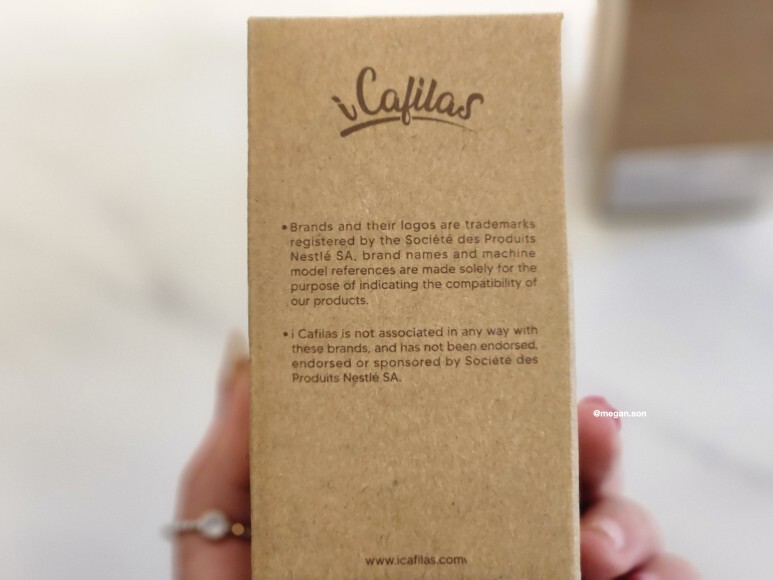 i Cafilas
• Brands and their logos are trademarks
registered by the Société des Produits
Nestlé SA, brand names and machine
model references are made solely for the
purpose of indicating the compatibility of
our products.
• i Cafilas is not associated in any way with
these brands, and has not been endorsed,
endorsed or sponsored by Société des
Produits Nestlé SA.
@megan.son
www.icafilas.com